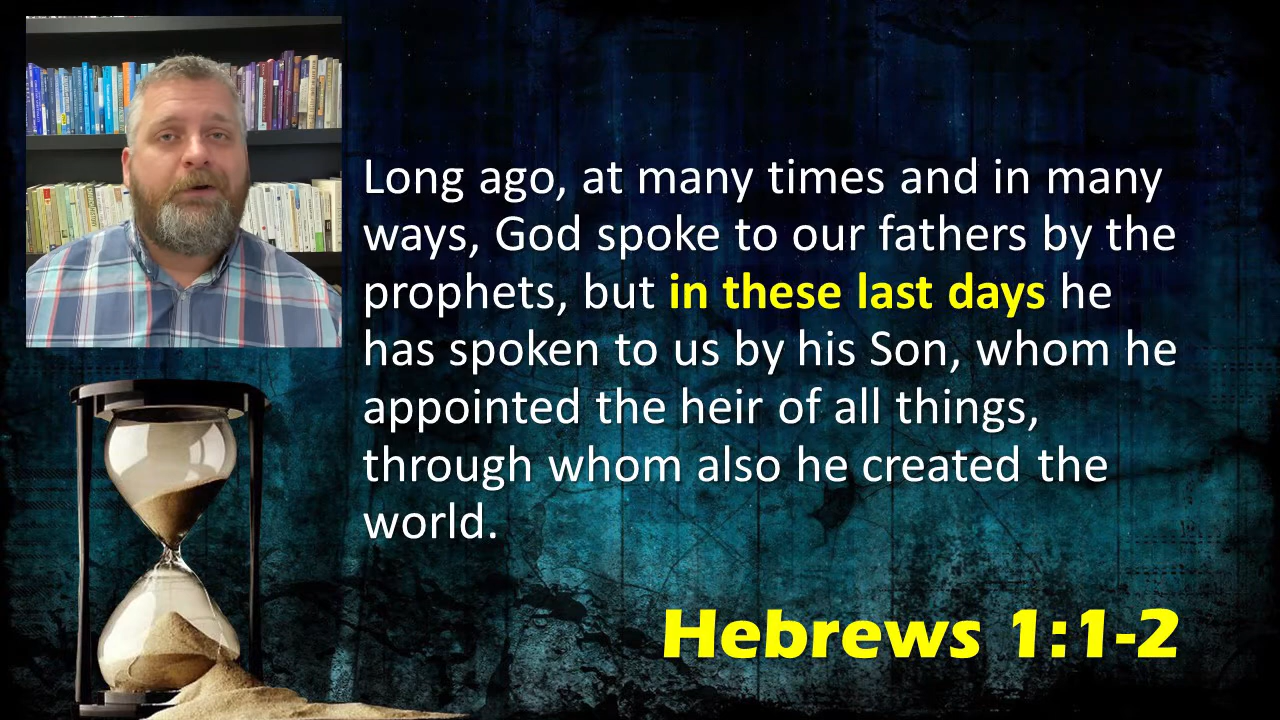 Long ago, at many times and in many
ways, God spoke to our fathers by the
prophets, but in these last days he
has spoken to us by his Son, whom he
appointed the heir of all things,
through whom also he created the
world.
Hebrews 1:1-2